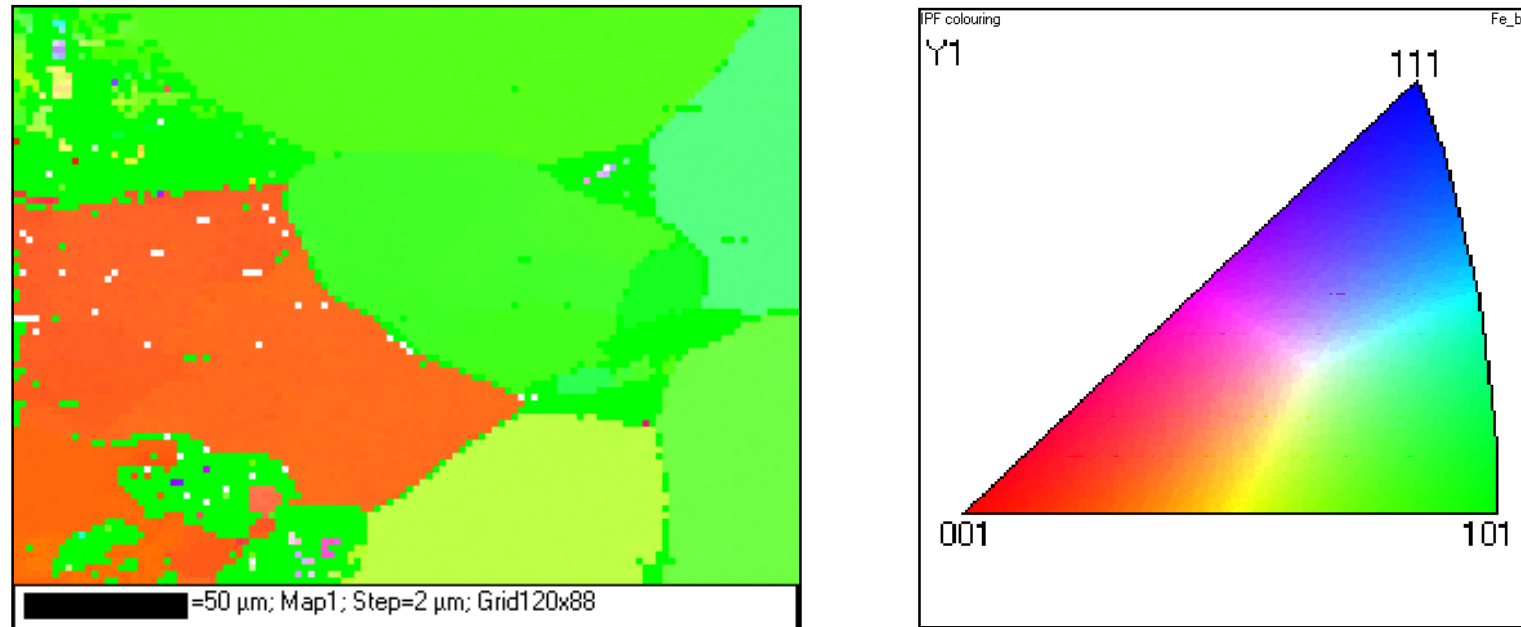 =50 µm; Map1; Step=2 µm; Grid120x88
IPF colouring
Fe_b
Y1
111
001
101